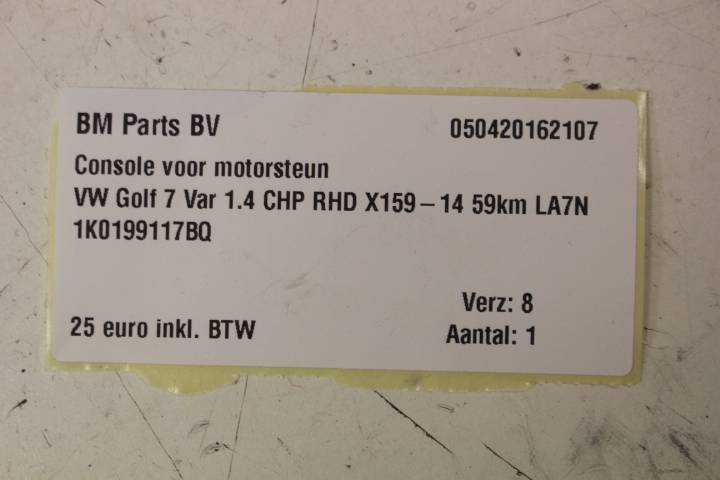 BM Parts BV 050420162107
Console voor motorsteun
VW Golf 7 Var 1.4 CHP RHD X159-14 59km LA7N
1K0199117BQ
Verz: 8
25 euro inkl. BTW Aantal: 1